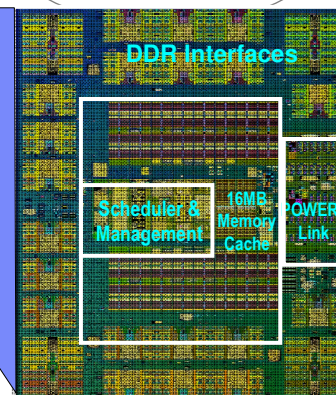 DDR Interfaces
Scheduler &
Management
16MB
Memory
Cache
POWER
Link